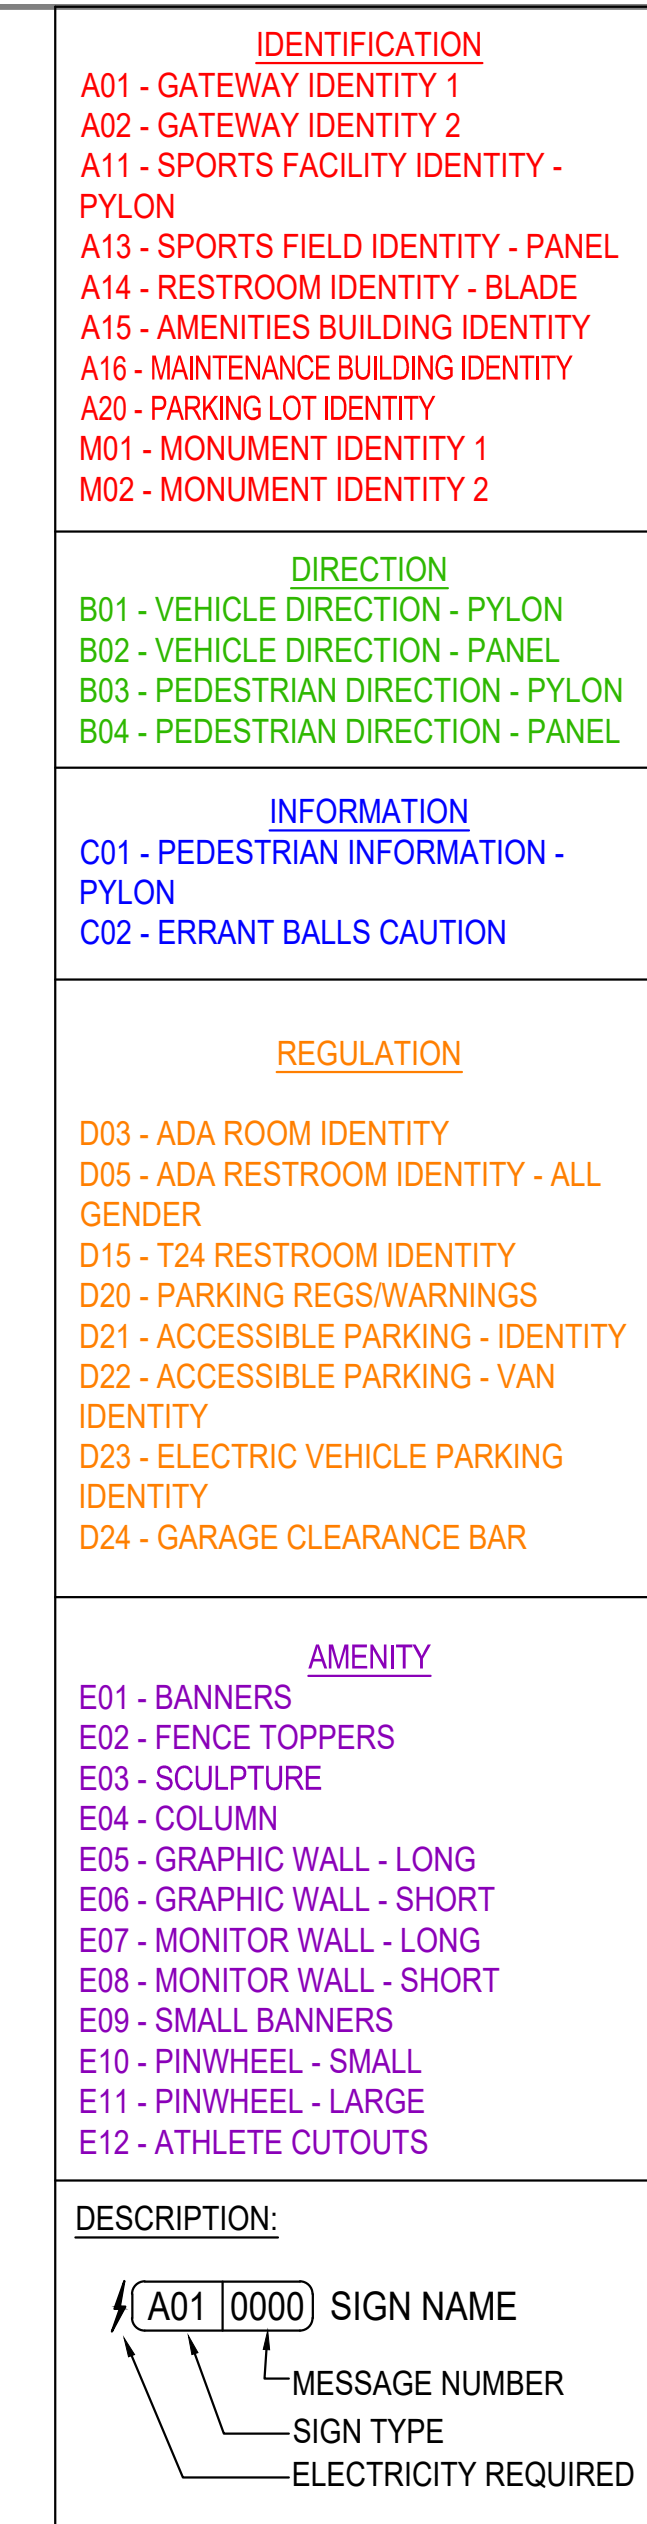 IDENTIFICATION
A01 - GATEWAY IDENTITY 1
A02 - GATEWAY IDENTITY 2
A11 - SPORTS FACILITY IDENTITY -
PYLON
A13 - SPORTS FIELD IDENTITY - PANEL
A14 - RESTROOM IDENTITY - BLADE
A15 - AMENITIES BUILDING IDENTITY
A16 - MAINTENANCE BUILDING IDENTITY
A20 - PARKING LOT IDENTITY
M01 - MONUMENT IDENTITY 1
M02 - MONUMENT IDENTITY 2
DIRECTION
B01 - VEHICLE DIRECTION - PYLON
B02 - VEHICLE DIRECTION - PANEL
B03 - PEDESTRIAN DIRECTION - PYLON
B04 - PEDESTRIAN DIRECTION - PANEL
INFORMATION
C01 - PEDESTRIAN INFORMATION -
PYLON
C02 - ERRANT BALLS CAUTION
REGULATION
D03 - ADA ROOM IDENTITY
D05 - ADA RESTROOM IDENTITY - ALL
GENDER
D15 - T24 RESTROOM IDENTITY
D20 - PARKING REGS/WARNINGS
D21 - ACCESSIBLE PARKING - IDENTITY
D22 - ACCESSIBLE PARKING - VAN
IDENTITY
D23 - ELECTRIC VEHICLE PARKING
IDENTITY
D24 - GARAGE CLEARANCE BAR
AMENITY
E01 - BANNERS
E02 - FENCE TOPPERS
E03 - SCULPTURE
E04 - COLUMN
E05 - GRAPHIC WALL - LONG
E06 - GRAPHIC WALL - SHORT
E07 - MONITOR WALL - LONG
E08 - MONITOR WALL - SHORT
E09 - SMALL BANNERS
E10 - PINWHEEL - SMALL
E11 - PINWHEEL - LARGE
E12 - ATHLETE CUTOUTS
DESCRIPTION:
A01 0000 SIGN NAME
MESSAGE NUMBER
SIGN TYPE
ELECTRICITY REQUIRED